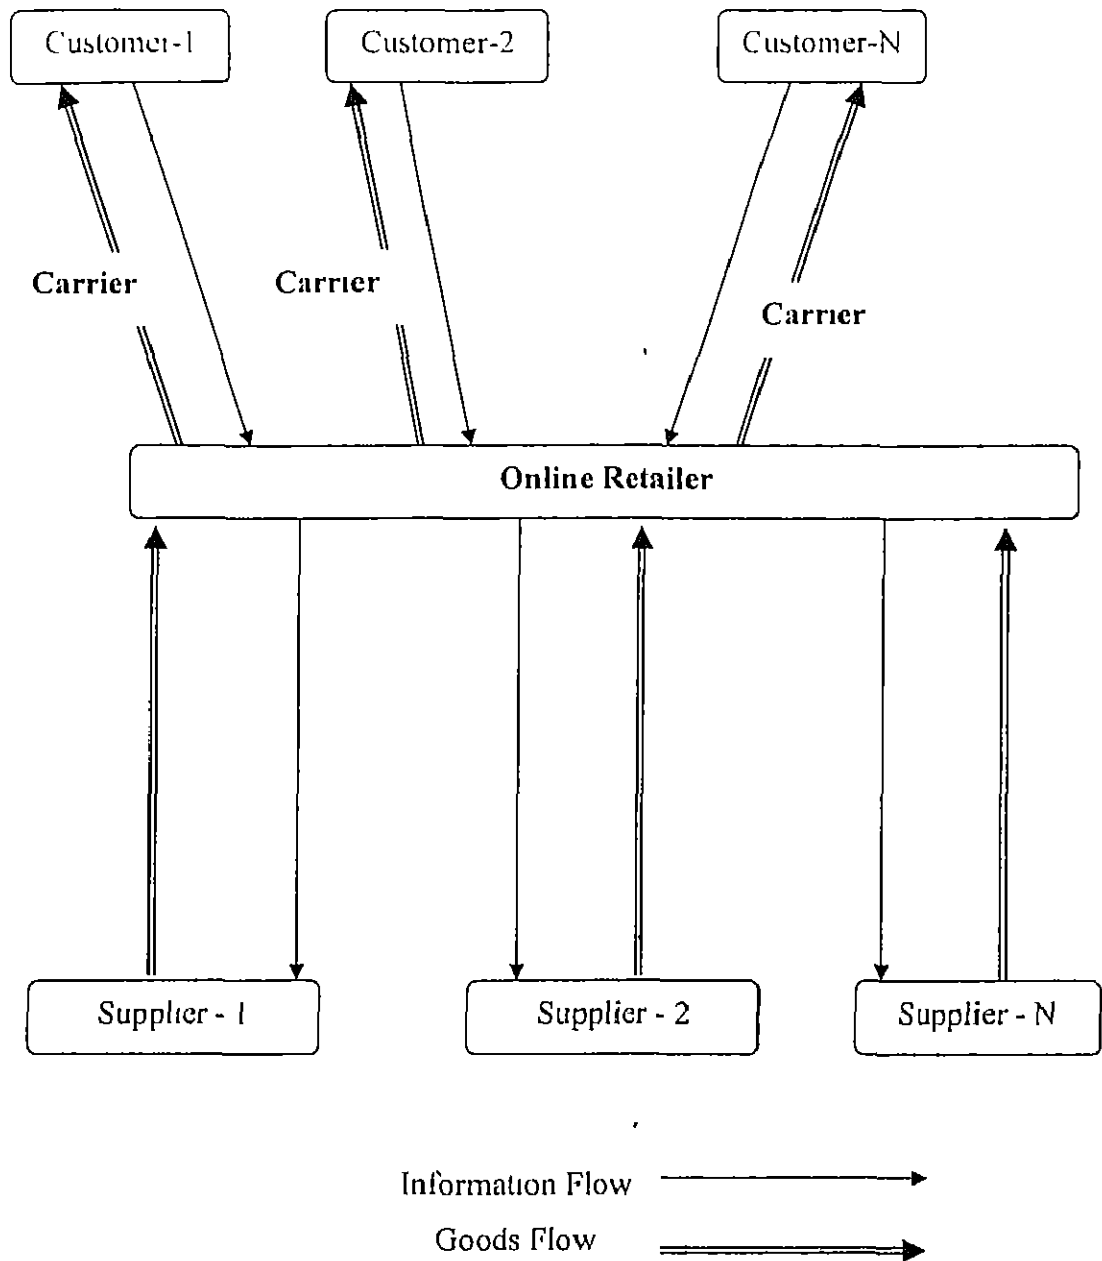 Customer-1
Customer-2
Customer-N
Carrier
Carrier
Carrier
Online Retailer
Supplier - 1
Supplier - 2
Supplier - N
Information Flow
Goods Flow